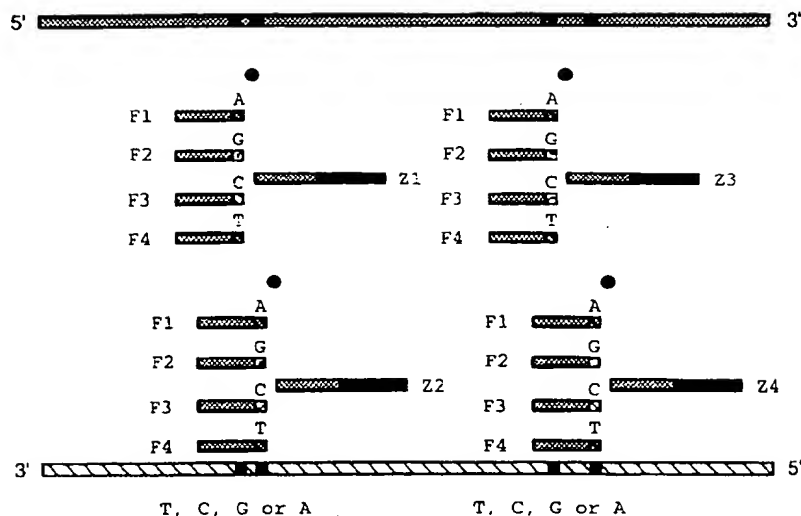 5' 3'
A A
F1 F1
G G
F2 F2
C Z1 C Z3
F3 F3
T T
F4 F4
A A
F1 F1
G G
F2 F2
C Z2 C Z4
F3 F3
T T
F4 F4
3' 5'
T, C, G or A T, C, G or A